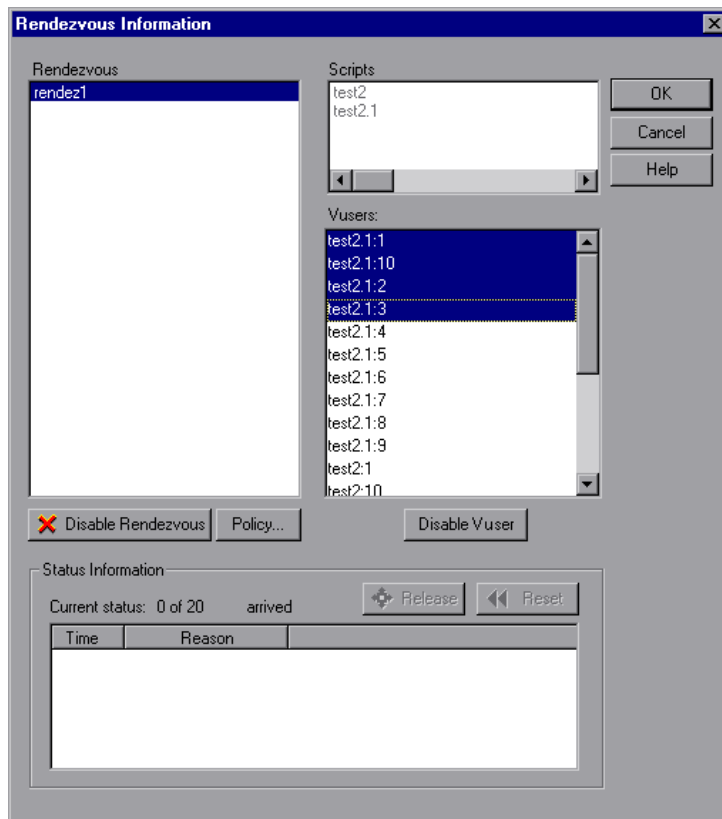 Rendezvous Information
Rendezvous
rendez1
Scripts
test2
test2.1
OK
Cancel
Help
Vusers:
test2.1:1
test2.1:10
test2.1:2
test2.1:3
test2.1:4
test2.1:5
test2.1:6
test2.1:7
test2.1:8
test2.1:9
test2:1
test2:10
Disable Rendezvous
Policy...
Disable Vuser
Status Information
Current status: 0 of 20 arrived
Release
Reset
Time Reason